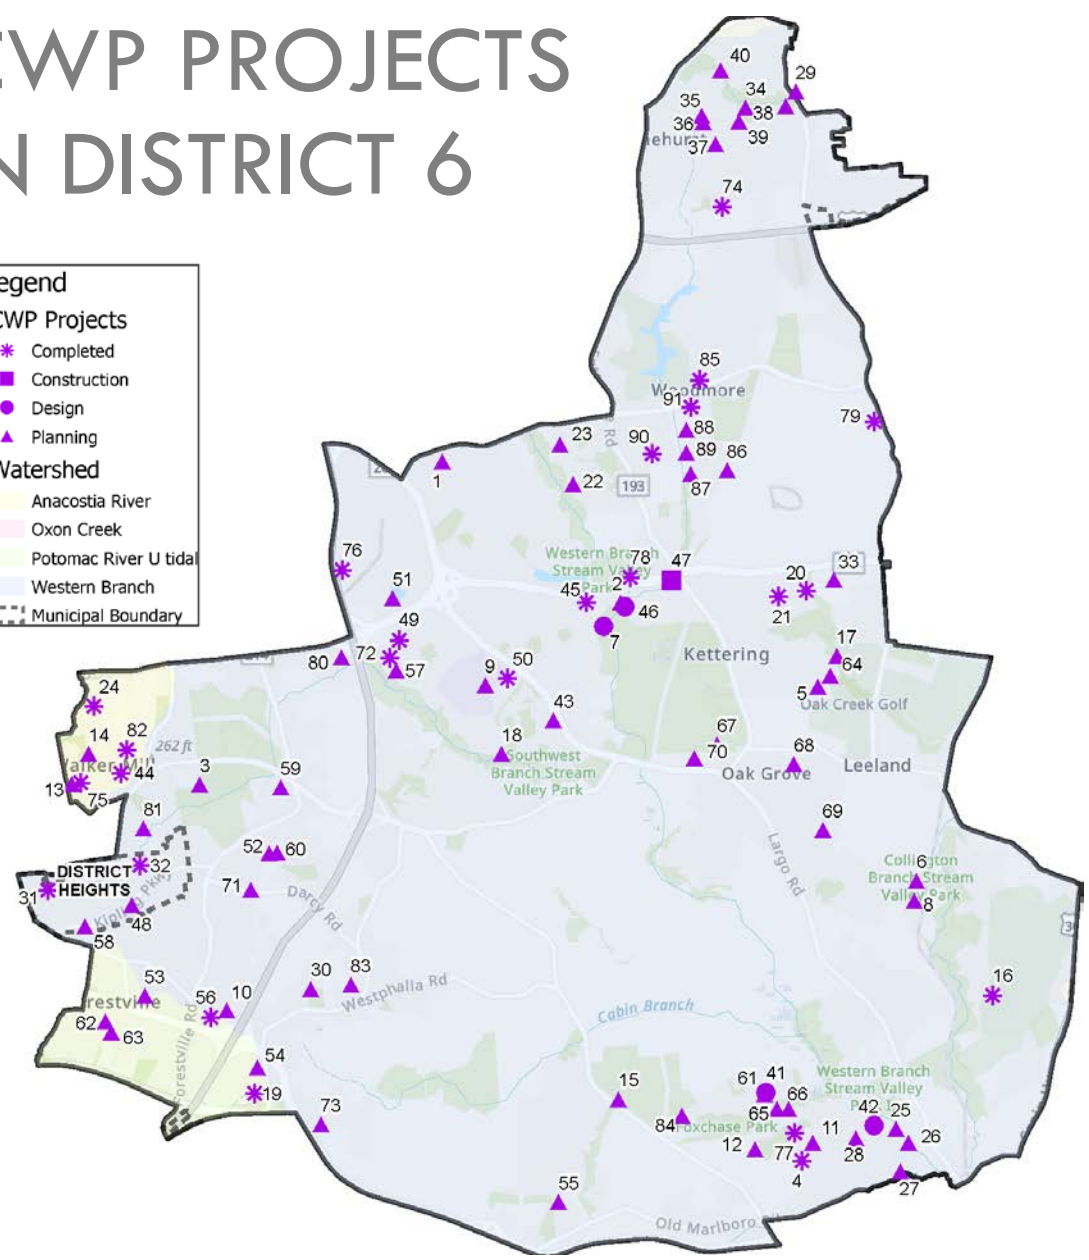 CWP PROJECTS
N DISTRICT 6
egend
CWP Projects
Completed
Construction
Design
Planning
Watershed
Anacostia River
Oxon Creek
Potomac River U tidal
Western Branch
Municipal Boundary
40
29
34
35
38
36
39
37
ehurst
74
85
Woodmore
91
79
88
23
90
89
86
1
22
193
87
Western Branch
Stream Valley
Park
76
78
47
33
51
45
2
20
46
21
49
7
17
72
Kettering
80
57
9
50
64
5
24
43
Oak Creek Golf
82
14
262 ft
18
67
Southwest
Branch Stream
Valley Park
70
68
Walker Mill
44
3
59
Oak Grove
Leeland
13
75
81
69
52
60
32
Largo Rd
DISTRICT
HEIGHTS
Collington
Branch Stream
Valley Park
6
31
71
Darcy Rd
8
48
Kipling Pkwy
58
53
30
83
16
Westphalia Rd
restville
56
10
Cabin Branch
62
63
Forestville Rd
54
Western Branch
Stream Valley
19
15
61
41
66
65
42
25
73
84
Foxchase Park
11
12
77
28
26
4
27
55
Old Marlboro